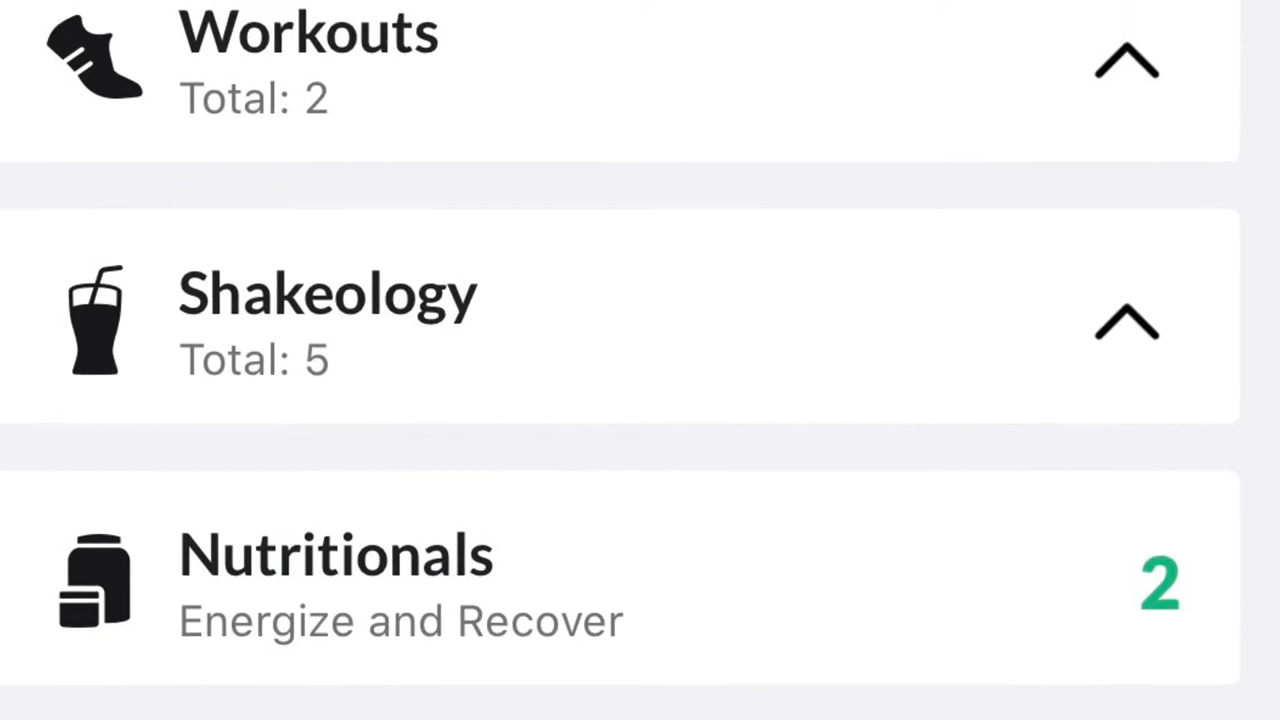 Workouts
Total: 2
Shakeology
Total: 5
Nutritionals
Energize and Recover
2